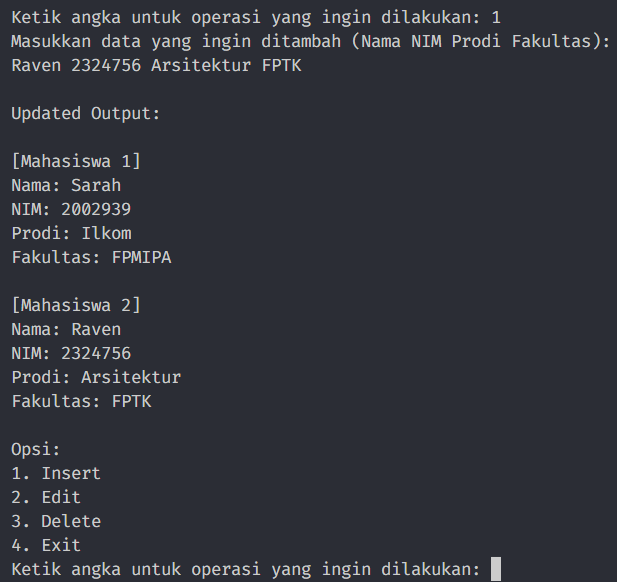 Ketik angka untuk operasi yang ingin dilakukan: 1
Masukkan data yang ingin ditambah (Nama NIM Prodi Fakultas):
Raven 2324756 Arsitektur FPTK
Updated Output:
[Mahasiswa 1]
Nama: Sarah
NIM: 2002939
Prodi: Ilkom
Fakultas: FPMIPA
[Mahasiswa 2]
Nama: Raven
NIM: 2324756
Prodi: Arsitektur
Fakultas: FPTK
Opsi:
1. Insert
2. Edit
3. Delete
4. Exit
Ketik angka untuk operasi yang ingin dilakukan: